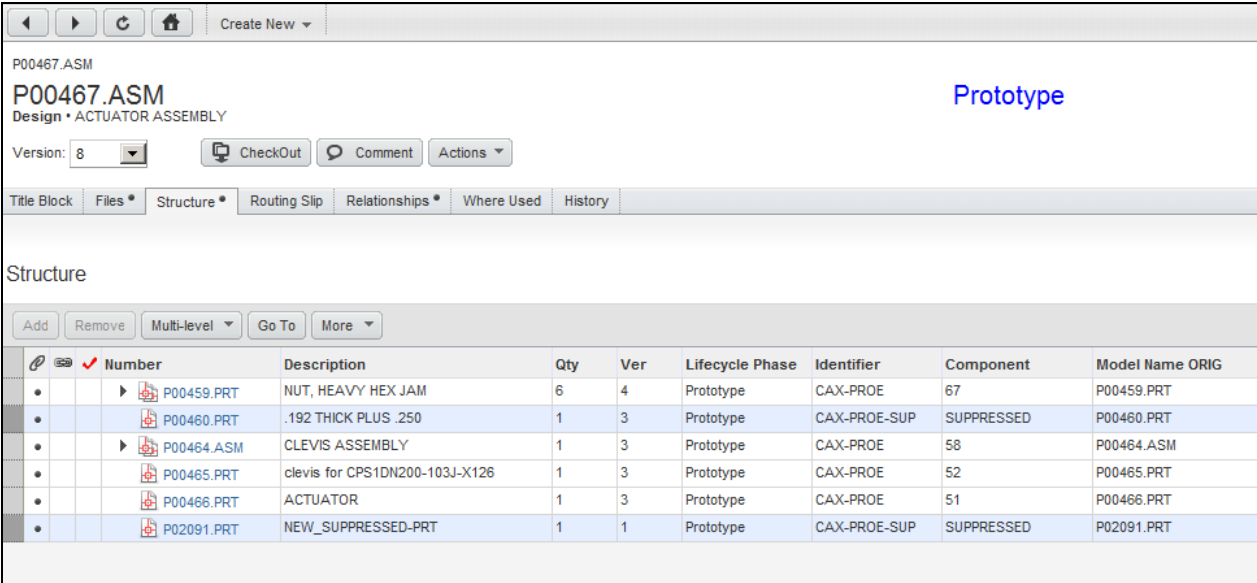 Create New
P00467.ASM
P00467.ASM
Prototype
Design • ACTUATOR ASSEMBLY
Version: 8 CheckOut Comment Actions
Title Block Files Structure Routing Slip Relationships Where Used History
Structure
Add Remove Multi-level Go To More
Number Description Qty Ver Lifecycle Phase Identifier Component Model Name ORIG
P00459.PRT NUT, HEAVY HEX JAM 6 4 Prototype CAX-PROE 67 P00459.PRT
P00460.PRT .192 THICK PLUS .250 1 3 Prototype CAX-PROE-SUP SUPPRESSED P00460.PRT
P00464.ASM CLEVIS ASSEMBLY 1 3 Prototype CAX-PROE 58 P00464.ASM
P00465.PRT clevis for CPS1DN200-103J-X126 1 3 Prototype CAX-PROE 52 P00465.PRT
P00466.PRT ACTUATOR 1 3 Prototype CAX-PROE 51 P00466.PRT
P02091.PRT NEW_SUPPRESSED-PRT 1 1 Prototype CAX-PROE-SUP SUPPRESSED P02091.PRT